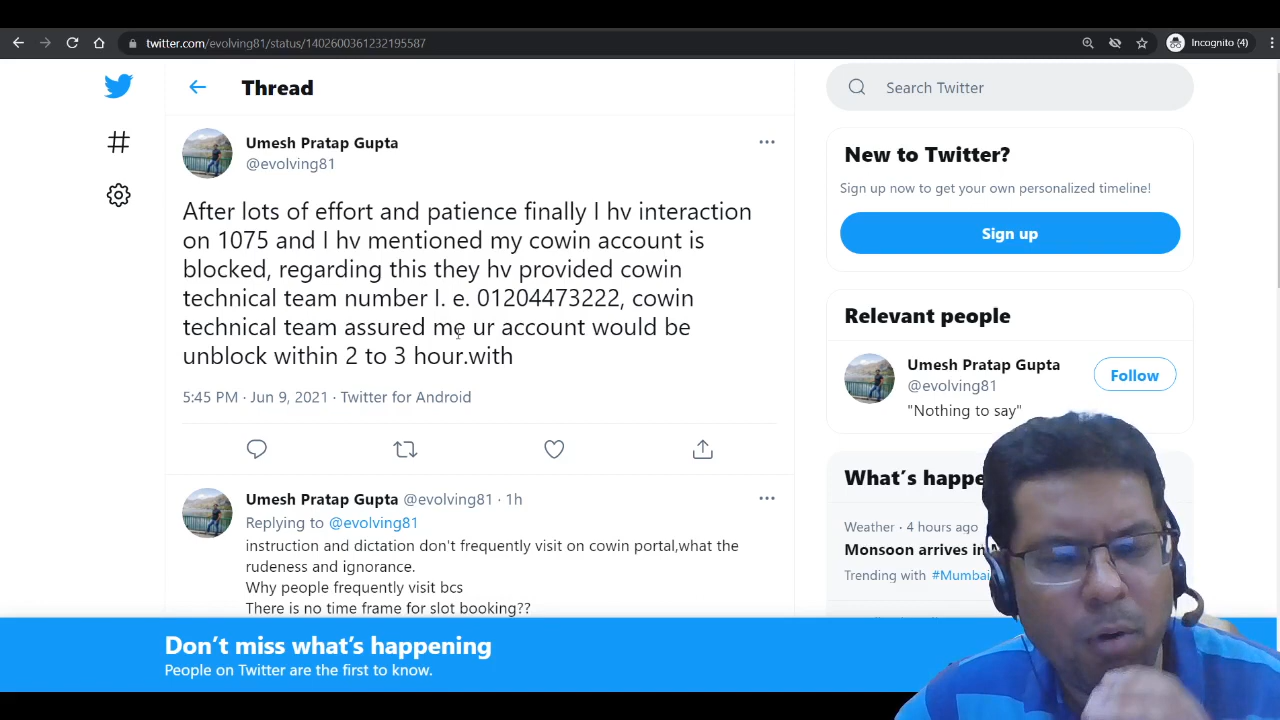 twitter.com/evolving81/status/1402600361232195587
Incognito (4)
Thread
Search Twitter
Umesh Pratap Gupta
@evolving81
After lots of effort and patience finally I hv interaction
on 1075 and I hv mentioned my cowin account is
blocked, regarding this they hv provided cowin
technical team number I. e. 01204473222, cowin
technical team assured me ur account would be
unblock within 2 to 3 hour.with
5:45 PM · Jun 9, 2021 · Twitter for Android
Umesh Pratap Gupta @evolving81 · 1h
Replying to @evolving81
instruction and dictation don't frequently visit on cowin portal,what the
rudeness and ignorance.
Why people frequently visit bcs
There is no time frame for slot booking??
New to Twitter?
Sign up now to get your own personalized timeline!
Sign up
Relevant people
Umesh Pratap Gupta
@evolving81
Follow
"Nothing to say"
What's happe
Weather · 4 hours ago
Monsoon arrives in
Trending with #Mumbai
Don't miss what's happening
People on Twitter are the first to know.